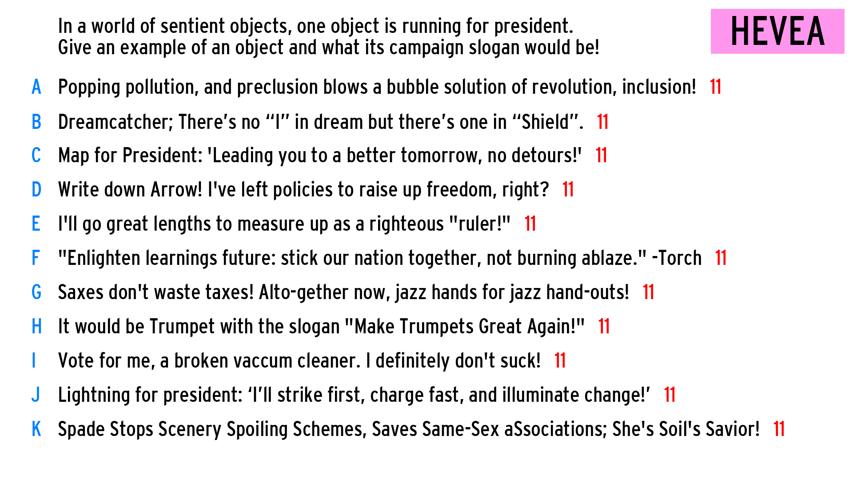 In a world of sentient objects, one object is running for president.
Give an example of an object and what its campaign slogan would be!
HEVEA
A Popping pollution, and preclusion blows a bubble solution of revolution, inclusion! 11
B Dreamcatcher; There's no “I” in dream but there's one in “Shield”. 11
C Map for President: 'Leading you to a better tomorrow, no detours!' 11
D Write down Arrow! I've left policies to raise up freedom, right? 11
E I'll go great lengths to measure up as a righteous "ruler!" 11
F "Enlighten learnings future: stick our nation together, not burning ablaze." -Torch 11
G Saxes don't waste taxes! Alto-gether now, jazz hands for jazz hand-outs! 11
H It would be Trumpet with the slogan "Make Trumpets Great Again!" 11
I Vote for me, a broken vaccum cleaner. I definitely don't suck! 11
J Lightning for president: ‘I’ll strike first, charge fast, and illuminate change!’ 11
K Spade Stops Scenery Spoiling Schemes, Saves Same-Sex aSsociations; She's Soil's Savior! 11